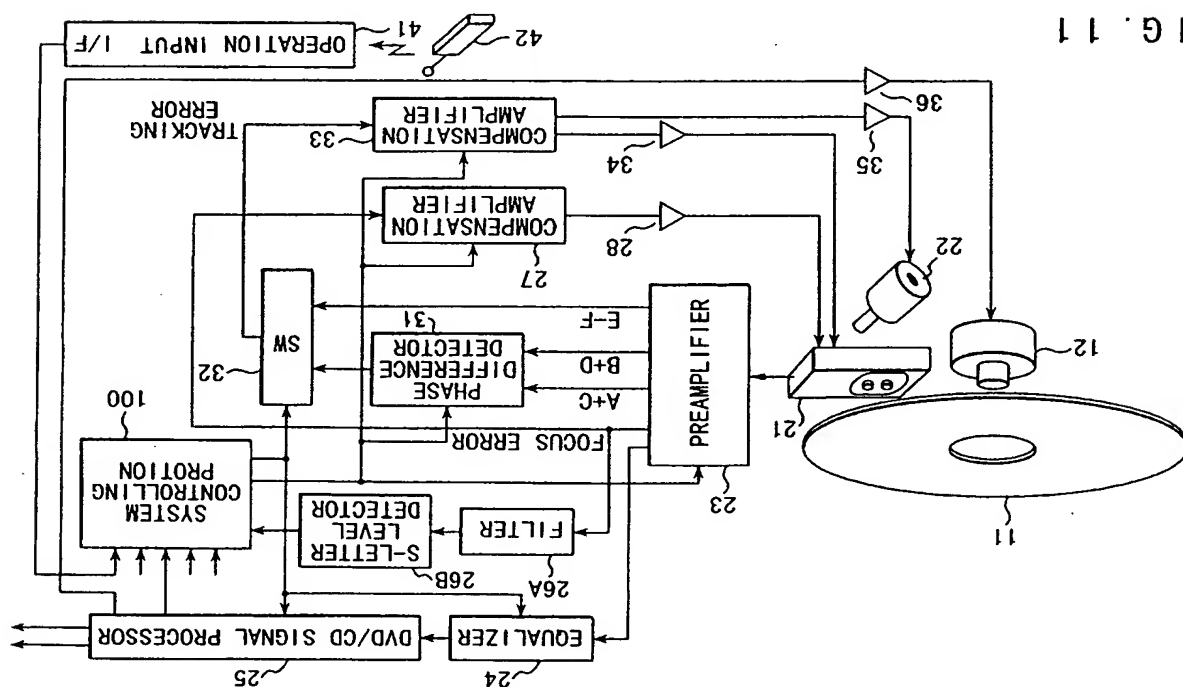 IG. 11
36
35
42
OPERATION INPUT I/F
41
34
COMPENSATION
AMPLIFIER
33
TRACKING
ERROR
28
COMPENSATION
AMPLIFIER
27
22
12
21
11
PREAMPLIFIER
23
E-F
B+D
A+C
PHASE
DIFFERENCE
DETECTOR
31
SW
32
FOCUS ERROR
100
SYSTEM
CONTROLLING
PROTION
FILTER
26A
S-LETTER
LEVEL
DETECTOR
26B
EQUALIZER
24
DVD/CD SIGNAL PROCESSOR
25